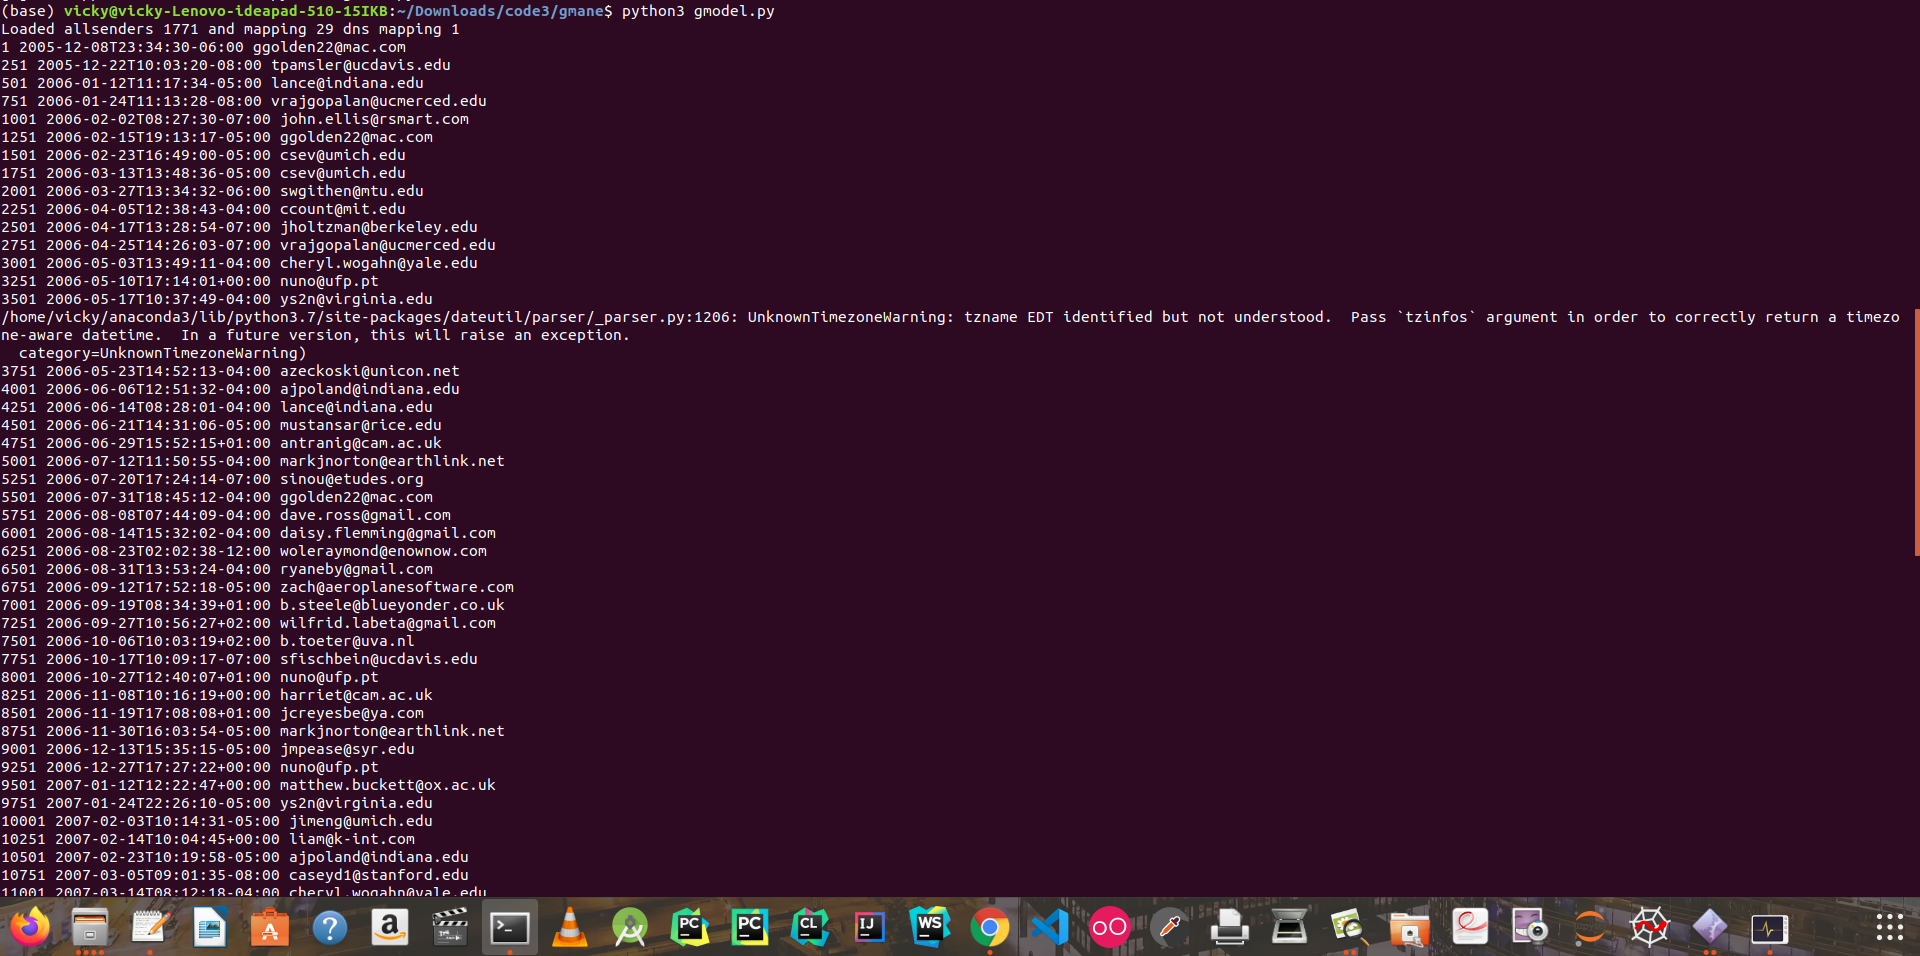 (base) vicky@vicky-Lenovo-ideapad-510-15IKB:~/Downloads/code3/gmane$ python3 gmodel.py
Loaded allsenders 1771 and mapping 29 dns mapping 1
1 2005-12-08T23:34:30-06:00 ggolden22@mac.com
251 2005-12-22T10:03:20-08:00 tpamsler@ucdavis.edu
501 2006-01-12T11:17:34-05:00 lance@indiana.edu
751 2006-01-24T11:13:28-08:00 vrajgopalan@ucmerced.edu
1001 2006-02-02T08:27:30-07:00 john.ellis@rsmart.com
1251 2006-02-15T19:13:17-05:00 ggolden22@mac.com
1501 2006-02-23T16:49:00-05:00 csev@umich.edu
1751 2006-03-13T13:48:36-05:00 csev@umich.edu
2001 2006-03-27T13:34:32-06:00 swgithen@mtu.edu
2251 2006-04-05T12:38:43-04:00 ccount@mit.edu
2501 2006-04-17T13:28:54-07:00 jholtzman@berkeley.edu
2751 2006-04-25T14:26:03-07:00 vrajgopalan@ucmerced.edu
3001 2006-05-03T13:49:11-04:00 cheryl.wogahn@yale.edu
3251 2006-05-10T17:14:01+00:00 nuno@ufp.pt
3501 2006-05-17T10:37:49-04:00 ys2n@virginia.edu
/home/vicky/anaconda3/lib/python3.7/site-packages/dateutil/parser/_parser.py:1206: UnknownTimezoneWarning: tzname EDT identified but not understood.  Pass `tzinfos` argument in order to correctly return a timezo
ne-aware datetime.  In a future version, this will raise an exception.
  category=UnknownTimezoneWarning)
3751 2006-05-23T14:52:13-04:00 azeckoski@unicon.net
4001 2006-06-06T12:51:32-04:00 ajpoland@indiana.edu
4251 2006-06-14T08:28:01-04:00 lance@indiana.edu
4501 2006-06-21T14:31:06-05:00 mustansar@rice.edu
4751 2006-06-29T15:52:15+01:00 antranig@cam.ac.uk
5001 2006-07-12T11:50:55-04:00 markjnorton@earthlink.net
5251 2006-07-20T17:24:14-07:00 sinou@etudes.org
5501 2006-07-31T18:45:12-04:00 ggolden22@mac.com
5751 2006-08-08T07:44:09-04:00 dave.ross@gmail.com
6001 2006-08-14T15:32:02-04:00 daisy.flemming@gmail.com
6251 2006-08-23T02:02:38-12:00 woleraymond@enownow.com
6501 2006-08-31T13:53:24-04:00 ryaneby@gmail.com
6751 2006-09-12T17:52:18-05:00 zach@aeroplanesoftware.com
7001 2006-09-19T08:34:39+01:00 b.steele@blueyonder.co.uk
7251 2006-09-27T10:56:27+02:00 wilfrid.labeta@gmail.com
7501 2006-10-06T10:03:19+02:00 b.toeter@uva.nl
7751 2006-10-17T10:09:17-07:00 sfischbein@ucdavis.edu
8001 2006-10-27T12:40:07+01:00 nuno@ufp.pt
8251 2006-11-08T10:16:19+00:00 harriet@cam.ac.uk
8501 2006-11-19T17:08:08+01:00 jcreyesbe@ya.com
8751 2006-11-30T16:03:54-05:00 markjnorton@earthlink.net
9001 2006-12-13T15:35:15-05:00 jmpease@syr.edu
9251 2006-12-27T17:27:22+00:00 nuno@ufp.pt
9501 2007-01-12T12:22:47+00:00 matthew.buckett@ox.ac.uk
9751 2007-01-24T22:26:10-05:00 ys2n@virginia.edu
10001 2007-02-03T10:14:31-05:00 jimeng@umich.edu
10251 2007-02-14T10:04:45+00:00 liam@k-int.com
10501 2007-02-23T10:19:58-05:00 ajpoland@indiana.edu
10751 2007-03-05T09:01:35-08:00 caseyd1@stanford.edu
11001 2007-03-14T08:12:18-04:00 cheryl.wogahn@yale.edu
PC
PC
CL
IJ
WS